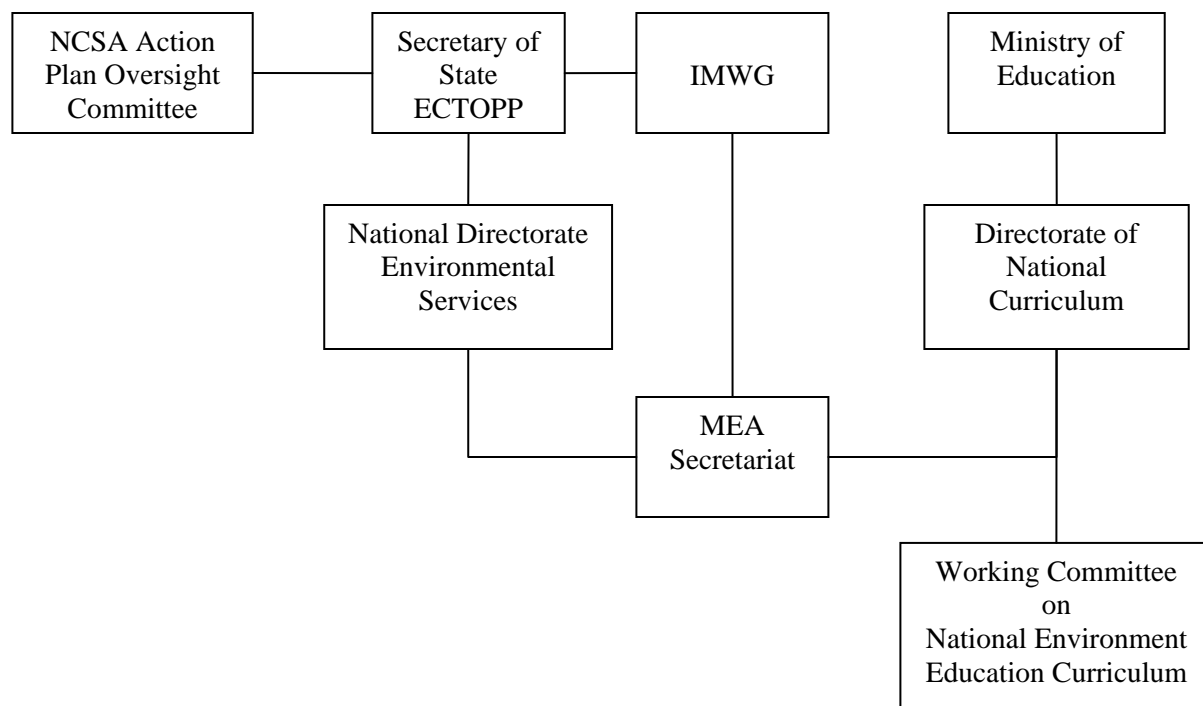 NCSA Action
Plan Oversight
Committee
Secretary of
State
ECTOPP
IMWG
Ministry of
Education
National Directorate
Environmental
Services
Directorate of
National
Curriculum
MEA
Secretariat
Working Committee
on
National Environment
Education Curriculum